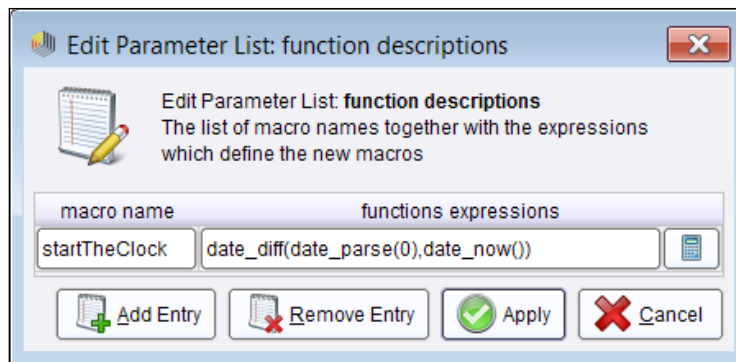 Edit Parameter List: function descriptions
Edit Parameter List: function descriptions
The list of macro names together with the expressions
which define the new macros
macro name functions expressions
startTheClock date_diff(date_parse(0),date_now())
Add Entry Remove Entry Apply Cancel